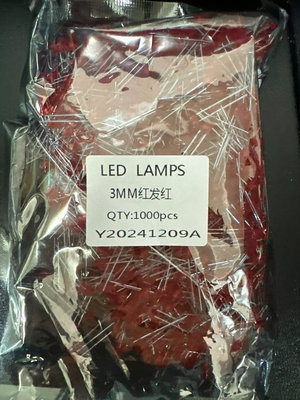 LED LAMPS
3MM红发红
QTY:1000pcs
Y20241209A